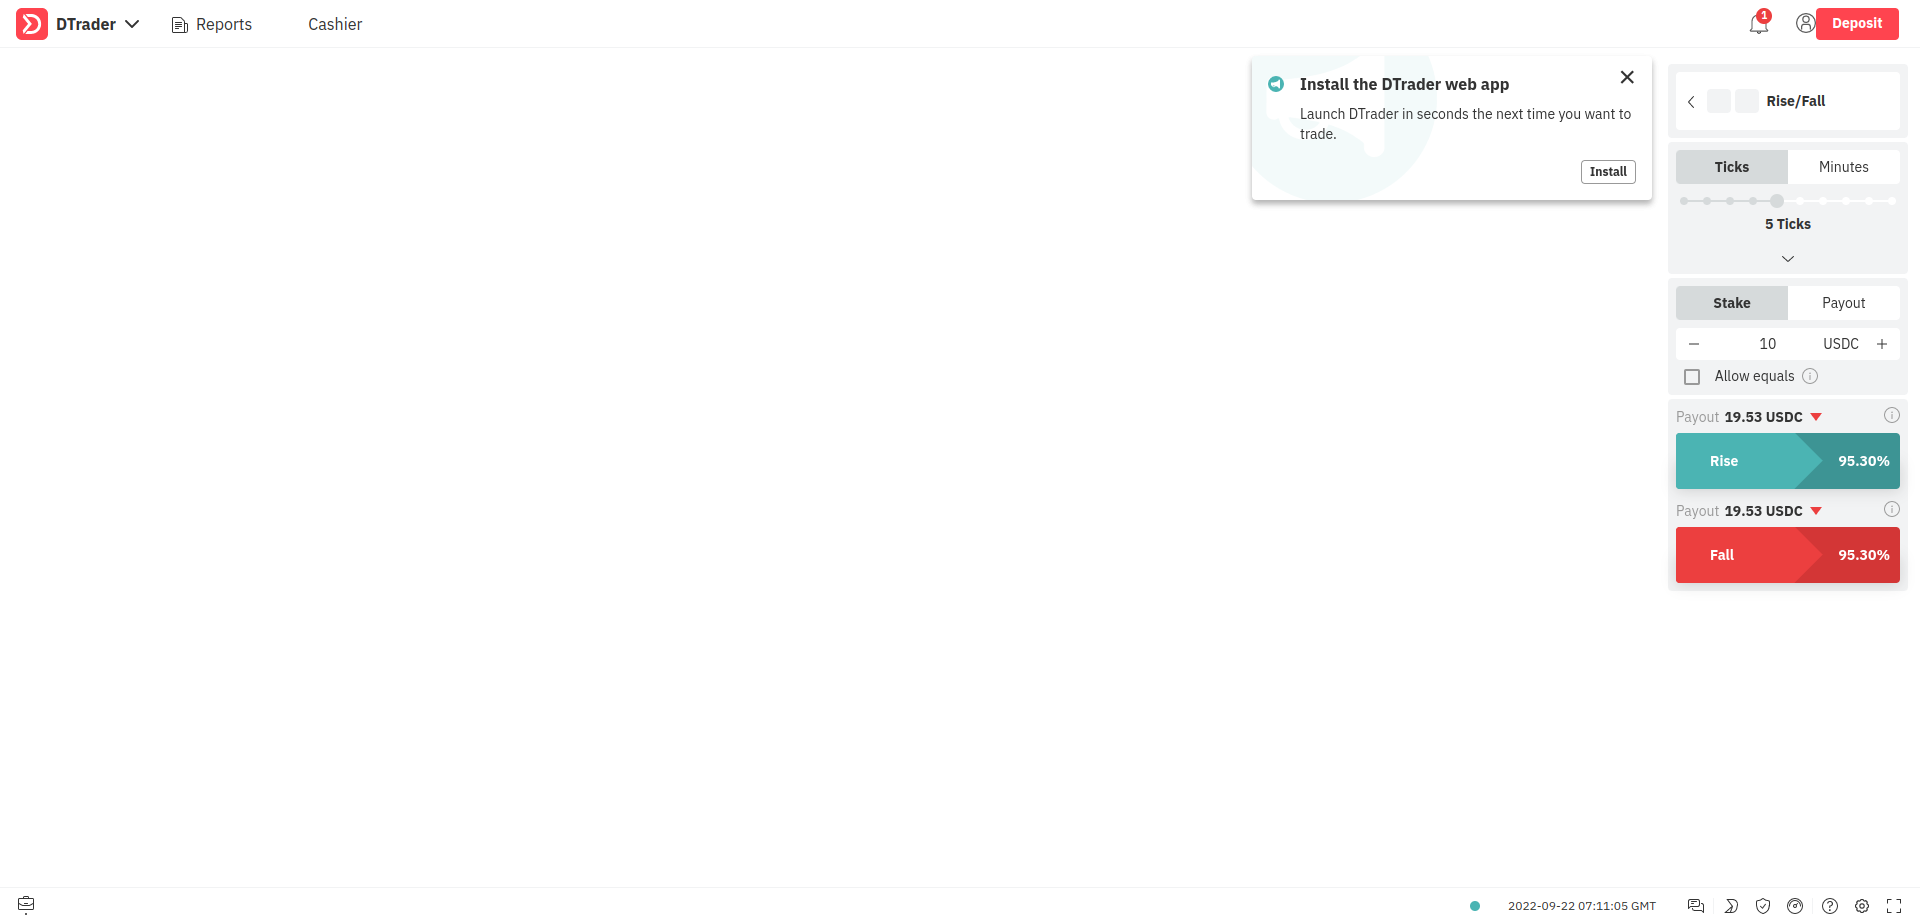 DTrader
Reports
Cashier
1
Deposit
Install the DTrader web app
Launch DTrader in seconds the next time you want to
trade.
Install
Rise/Fall
Ticks
Minutes
5 Ticks
Stake
Payout
10
USDC
Allow equals
Payout 19.53 USDC
Rise
95.30%
Payout 19.53 USDC
Fall
95.30%
2022-09-22 07:11:05 GMT